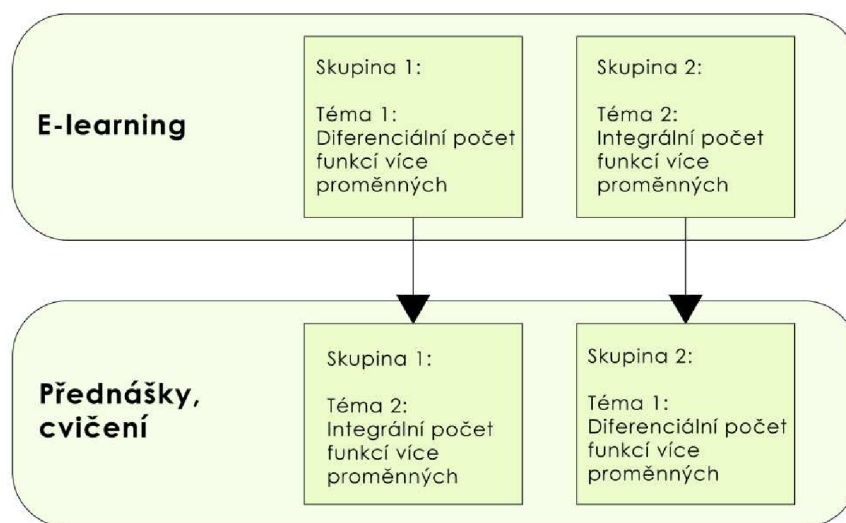 E-learning
Skupina 1:
Téma 1:
Diferenciální počet
funkcí více
proměnných
Skupina 2:
Téma 2:
Integrální počet
funkcí více
proměnných
Přednášky,
cvičení
Skupina 1:
Téma 2:
Integrální počet
funkcí více
proměnných
Skupina 2:
Téma 1:
Diferenciální počet
funkcí více
proměnných